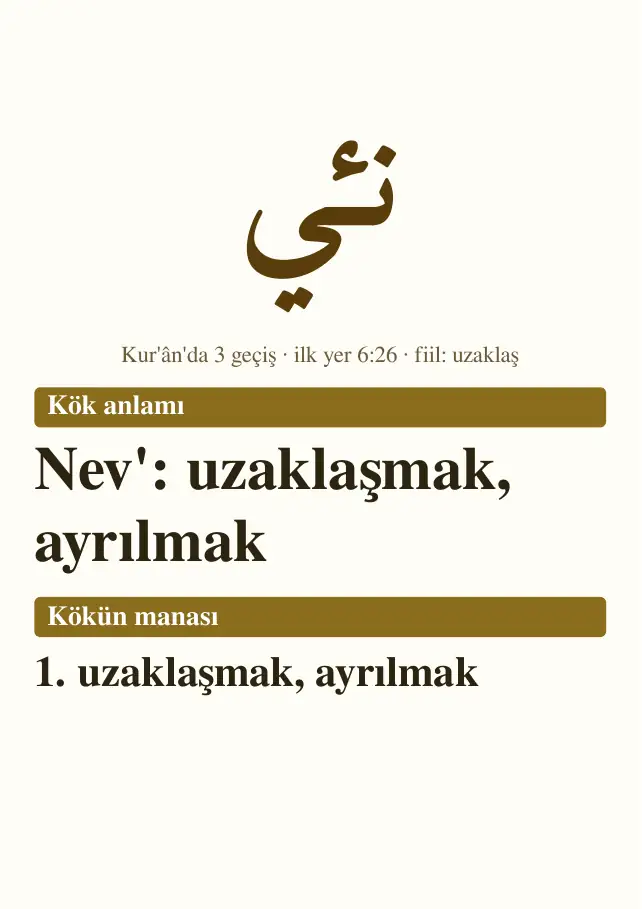 نئي
Kur'ân'da 3 geçiş · ilk yer 6:26 · fiil: uzaklaş
Kök anlamı
Nev': uzaklaşmak,
ayrılmak
Kökün manası
1. uzaklaşmak, ayrılmak